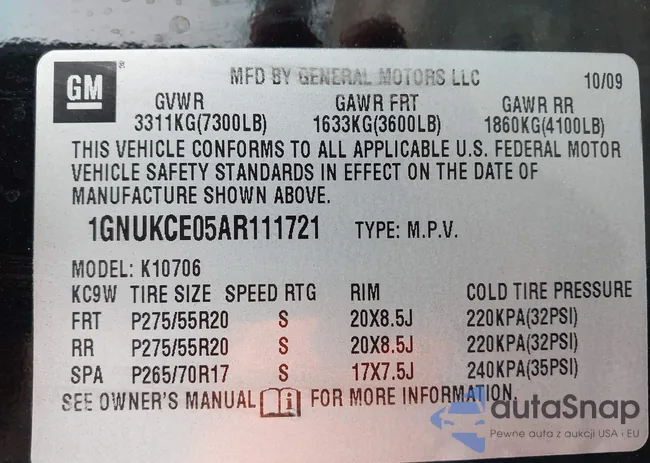 GM® MFD BY GENERAL MOTORS LLC 10/09
GVWR GAWR FRT GAWR RR
3311KG(7300LB) 1633KG(3600LB) 1860KG(4100LB)
THIS VEHICLE CONFORMS TO ALL APPLICABLE U.S. FEDERAL MOTOR
VEHICLE SAFETY STANDARDS IN EFFECT ON THE DATE OF
MANUFACTURE SHOWN ABOVE.
1GNUKCE05AR111721 TYPE: M.P.V.
MODEL: K10706
KC9W TIRE SIZE SPEED RTG RIM COLD TIRE PRESSURE
FRT P275/55R20 S 20X8.5J 220KPA(32PSI)
RR P275/55R20 S 20X8.5J 220KPA(32PSI)
SPA P265/70R17 S 17X7.5J 240KPA(35PSI)
SEE OWNER'S MANUAL i FOR MORE INFORMATION.
autaSnap
Pewne auta z aukcji USA i EU